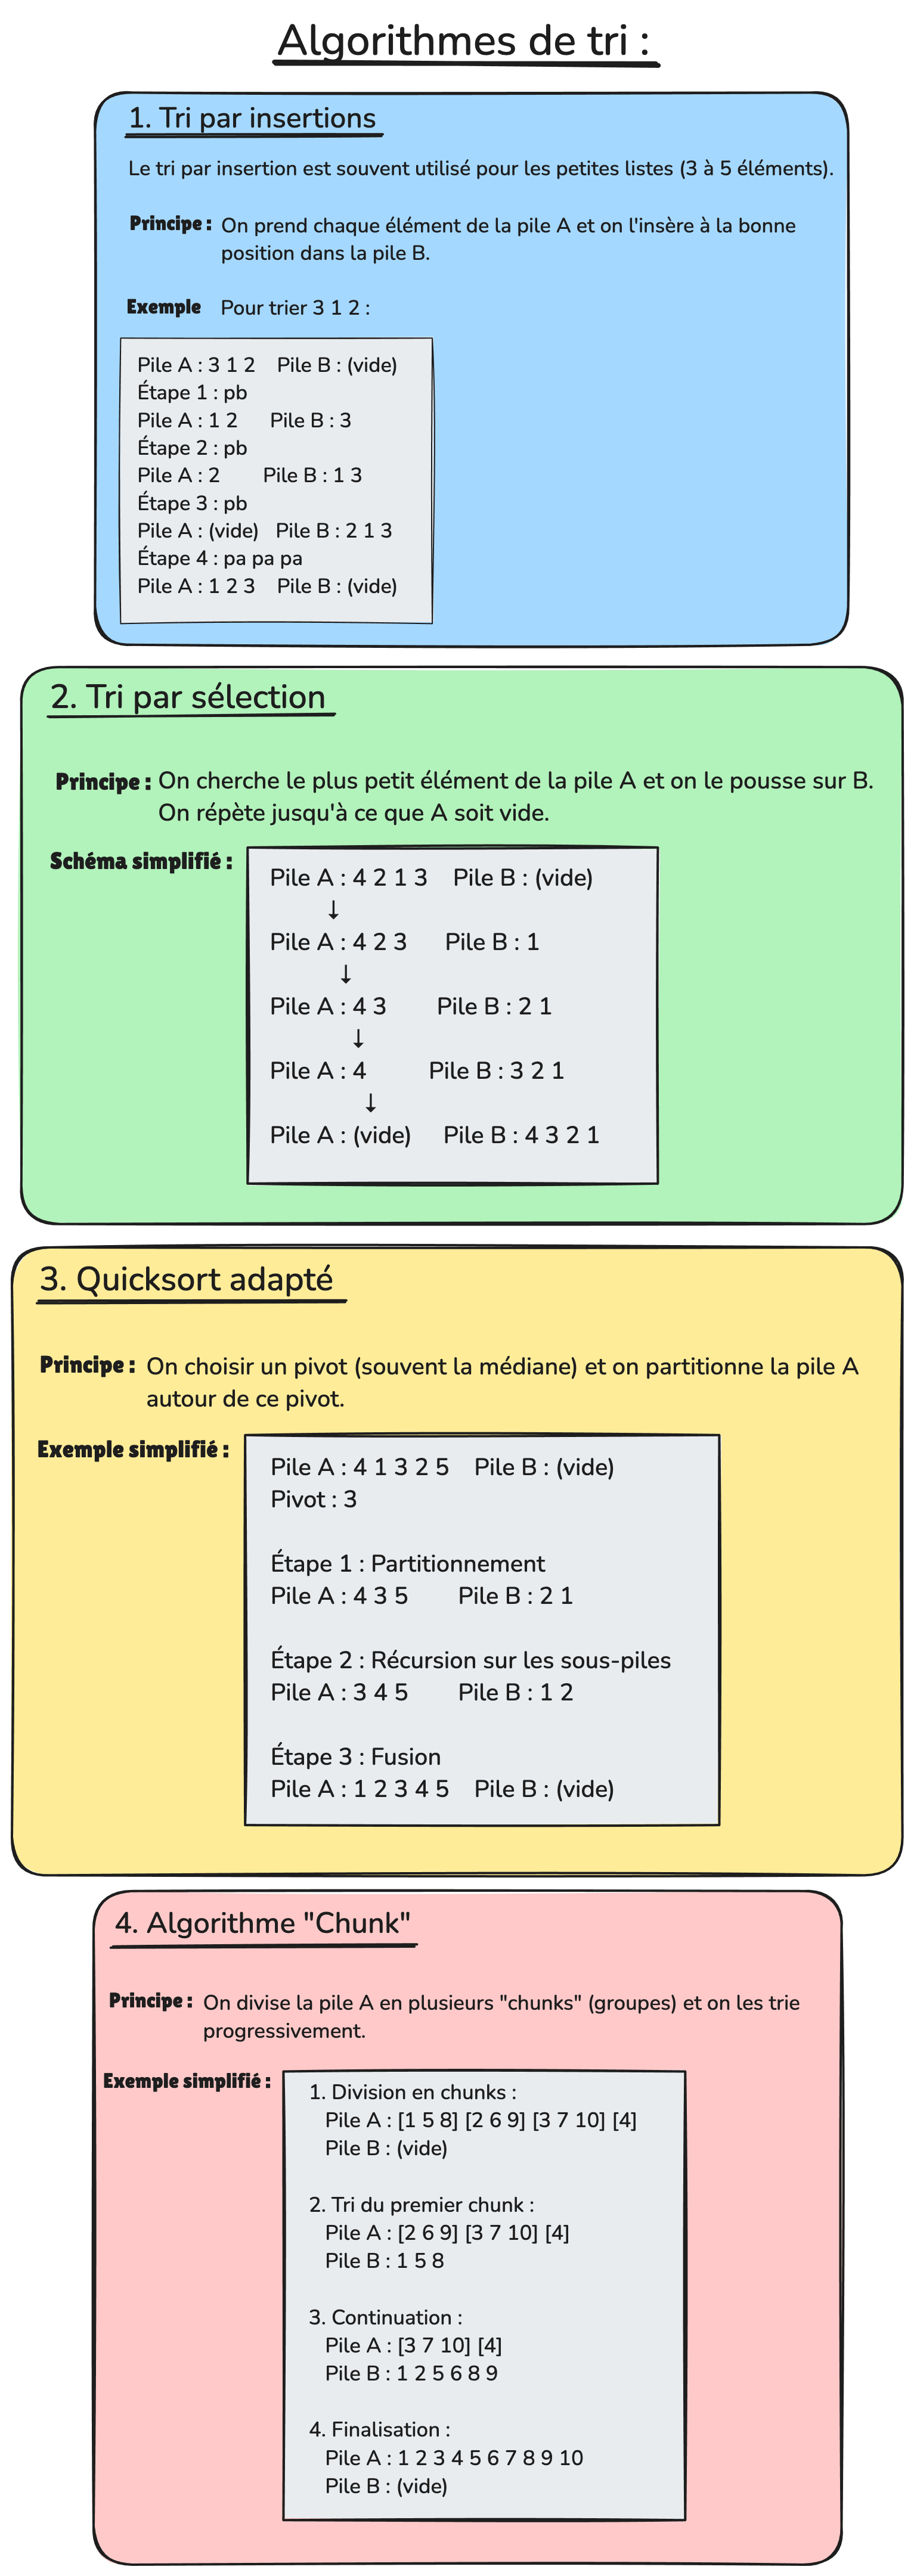 Algorithmes de tri :
1. Tri par insertions
Le tri par insertion est souvent utilisé pour les petites listes (3 à 5 éléments).
Principe : On prend chaque élément de la pile A et on l'insère à la bonne
position dans la pile B.
Exemple Pour trier 3 1 2 :
Pile A : 3 1 2 Pile B : (vide)
Étape 1 : pb
Pile A : 1 2 Pile B : 3
Étape 2 : pb
Pile A : 2 Pile B : 1 3
Étape 3 : pb
Pile A : (vide) Pile B : 2 1 3
Étape 4 : pa pa pa
Pile A : 1 2 3 Pile B : (vide)
2. Tri par sélection
Principe : On cherche le plus petit élément de la pile A et on le pousse sur B.
On répète jusqu'à ce que A soit vide.
Schéma simplifié :
Pile A : 4 2 1 3 Pile B : (vide)
↓
Pile A : 4 2 3 Pile B : 1
↓
Pile A : 4 3 Pile B : 2 1
↓
Pile A : 4 Pile B : 3 2 1
↓
Pile A : (vide) Pile B : 4 3 2 1
3. Quicksort adapté
Principe : On choisir un pivot (souvent la médiane) et on partitionne la pile A
autour de ce pivot.
Exemple simplifié :
Pile A : 4 1 3 2 5 Pile B : (vide)
Pivot : 3
Étape 1 : Partitionnement
Pile A : 4 3 5 Pile B : 2 1
Étape 2 : Récursion sur les sous-piles
Pile A : 3 4 5 Pile B : 1 2
Étape 3 : Fusion
Pile A : 1 2 3 4 5 Pile B : (vide)
4. Algorithme "Chunk"
Principe : On divise la pile A en plusieurs "chunks" (groupes) et on les trie
progressivement.
Exemple simplifié :
1. Division en chunks :
Pile A : [1 5 8] [2 6 9] [3 7 10] [4]
Pile B : (vide)
2. Tri du premier chunk :
Pile A : [2 6 9] [3 7 10] [4]
Pile B : 1 5 8
3. Continuation :
Pile A : [3 7 10] [4]
Pile B : 1 2 5 6 8 9
4. Finalisation :
Pile A : 1 2 3 4 5 6 7 8 9 10
Pile B : (vide)